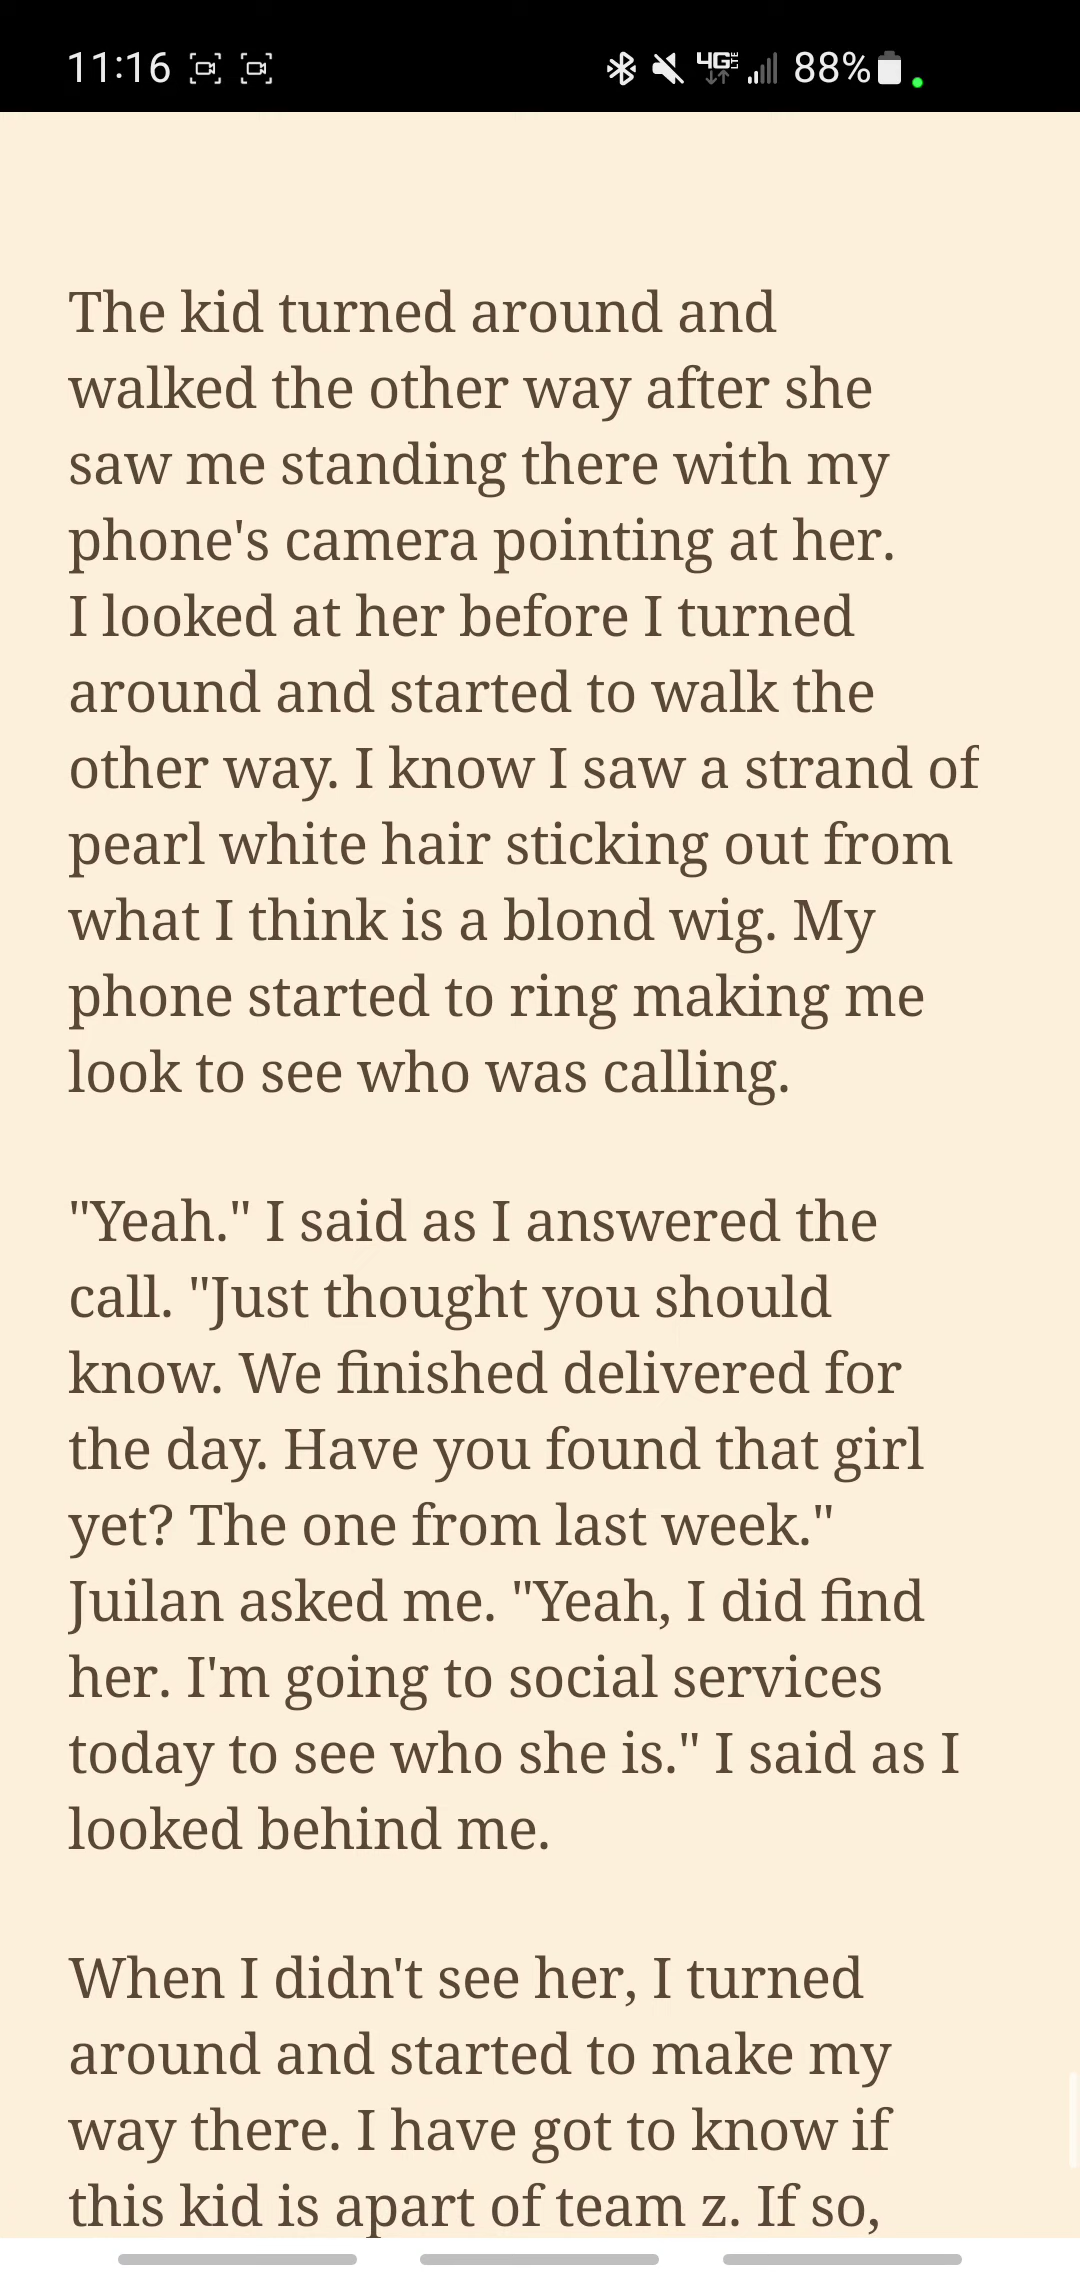 11:16 4G LTE 88%
The kid turned around and
walked the other way after she
saw me standing there with my
phone's camera pointing at her.
I looked at her before I turned
around and started to walk the
other way. I know I saw a strand of
pearl white hair sticking out from
what I think is a blond wig. My
phone started to ring making me
look to see who was calling.
"Yeah." I said as I answered the
call. "Just thought you should
know. We finished delivered for
the day. Have you found that girl
yet? The one from last week."
Juilan asked me. "Yeah, I did find
her. I'm going to social services
today to see who she is." I said as I
looked behind me.
When I didn't see her, I turned
around and started to make my
way there. I have got to know if
this kid is apart of team z. If so,